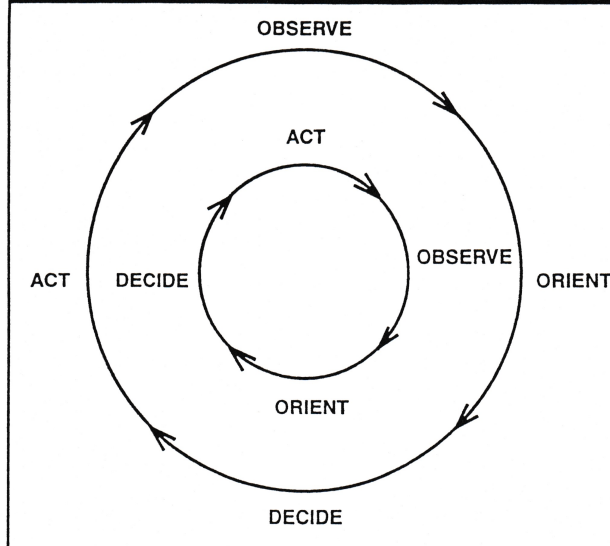 OBSERVE
ACT
OBSERVE
ACT
DECIDE
ORIENT
ORIENT
DECIDE